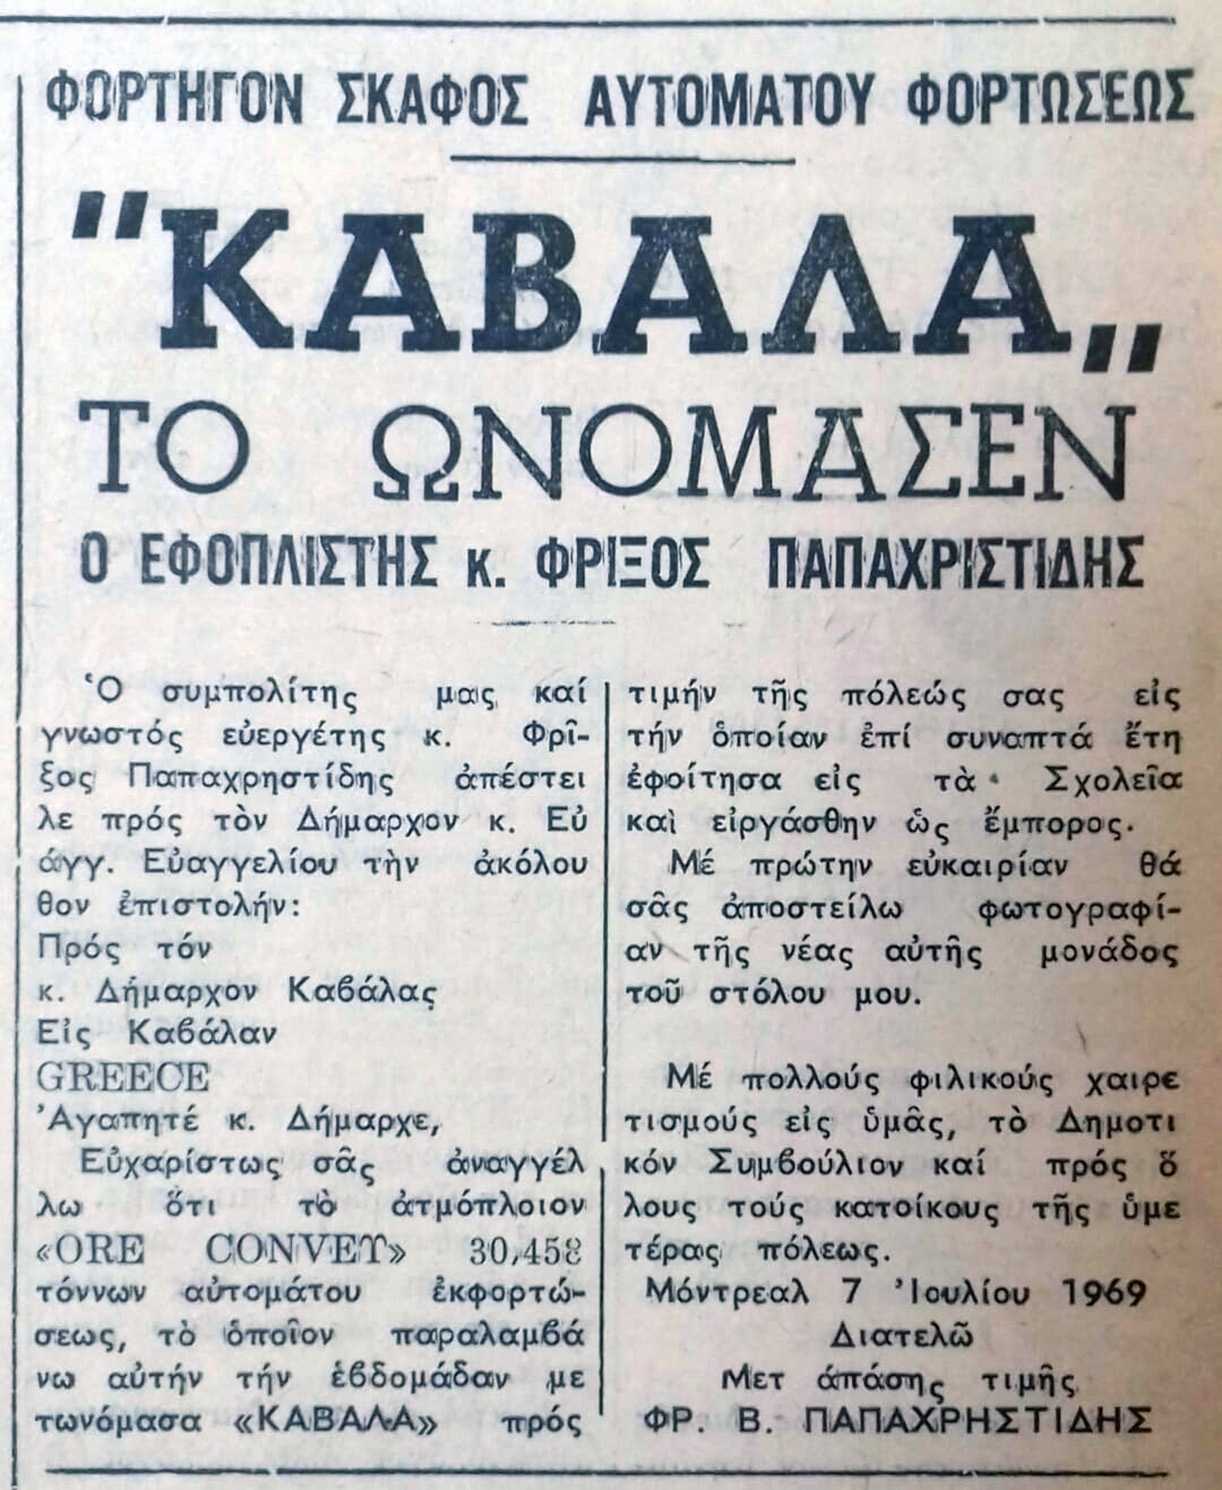 ΦΟΡΤΗΓΟΝ ΣΚΑΦΟΣ ΑΥΤΟΜΑΤΟΥ ΦΟΡΤΩΣΕΩΣ
"ΚΑΒΑΛΑ„
ΤΟ ΩΝΟΜΑΣΕΝ
Ο ΕΦΟΠΛΙΣΤΗΣ κ. ΦΡΙΞΟΣ ΠΑΠΑΧΡΙΣΤΙΔΗΣ
Ὁ συμπολίτης μας καί
γνωστός εὐεργέτης κ. Φρῖ-
ξος Παπαχρηστίδης ἀπέστει
λε πρός τὸν Δήμαρχον κ. Εὐ
άγγ. Εὐαγγελίου τὴν ἀκόλου
θον ἐπιστολήν:
Πρός τόν
κ. Δήμαρχον Καβάλας
Εἰς Καβάλαν
GREECE
Ἀγαπητέ κ. Δήμαρχε,
Εὐχαρίστως σᾶς ἀναγγέλ
λω ὅτι τὸ ἀτμόπλοιον
«ORE CONVEY» 30,458
τόννων αὐτομάτου ἐκφορτώ-
σεως, τὸ ὁποῖον παραλαμβά
νω αὐτήν τήν ἑβδομάδαν με
τωνόμασα «ΚΑΒΑΛΑ» πρός
τιμήν τῆς πόλεώς σας εἰς
τήν ὁποίαν ἐπί συναπτά ἔτη
ἐφοίτησα εἰς τὰ Σχολεῖα
καὶ εἰργάσθην ὡς ἔμπορος.
Μέ πρώτην εὐκαιρίαν θά
σᾶς ἀποστείλω φωτογραφί-
αν τῆς νέας αὐτῆς μονάδος
τοῦ στόλου μου.
Μέ πολλούς φιλικούς χαιρε
τισμούς εἰς ὑμᾶς, τὸ Δημοτι
κόν Συμβούλιον καί πρός ὅ
λους τούς κατοίκους τῆς ὑμε
τέρας πόλεως.
Μόντρεαλ 7 Ἰουλίου 1969
Διατελῶ
Μετ ἁπάσης τιμῆς
ΦΡ. Β. ΠΑΠΑΧΡΗΣΤΙΔΗΣ